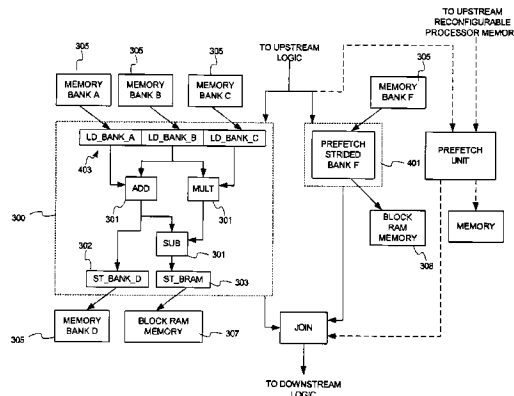 TO UPSTREAM
RECONFIGURABLE
PROCESSOR MEMOR
305
305
305
TO UPSTREAM
LOGIC
305
MEMORY
BANK A
MEMORY
BANK B
MEMORY
BANK C
MEMORY
BANK F
LD_BANK_A
LD_BANK_B
LD_BANK_C
PREFETCH
STRIDED
BANK F
PREFETCH
UNIT
403
401
ADD
MULT
300
301
301
BLOCK
RAM
MEMORY
MEMORY
308
302
SUB
301
ST_BANK_D
ST_BRAM
303
MEMORY
BANK D
BLOCK RAM
MEMORY
JOIN
305
307
TO DOWNSTREAM
LOGIC